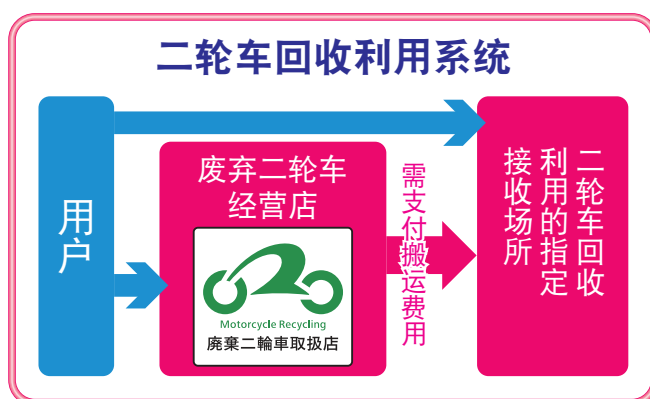 二轮车回收利用系统
用户
废弃二轮车
经营店
Motorcycle Recycling
廃棄二輪車取扱店
需支付搬运费用
二轮车回收
利用的指定
接收场所